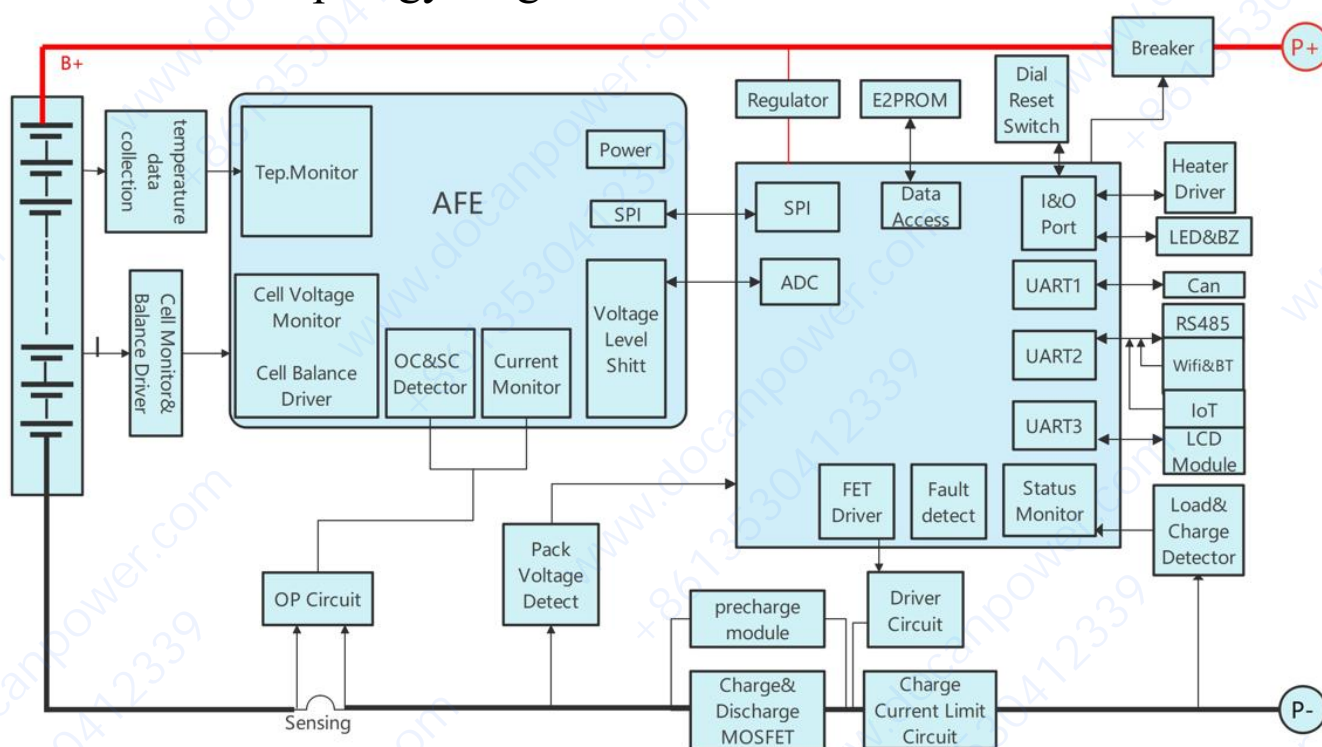 B+
Breaker
P+
temperature
data
collection
Tep.Monitor
AFE
Power
SPI
Regulator
E2PROM
Dial
Reset
Switch
SPI
Data
Access
I&O
Port
Heater
Driver
LED&BZ
Cell Monitor&
Balance Driver
Cell Voltage
Monitor
Cell Balance
Driver
OC&SC
Detector
Current
Monitor
Voltage
Level
Shitt
ADC
UART1
Can
UART2
RS485
Wifi&BT
IoT
UART3
LCD
Module
FET
Driver
Fault
detect
Status
Monitor
Load&
Charge
Detector
Pack
Voltage
Detect
OP Circuit
precharge
module
Driver
Circuit
Sensing
Charge&
Discharge
MOSFET
Charge
Current Limit
Circuit
P-
www.docanpower.com
+8613530412339